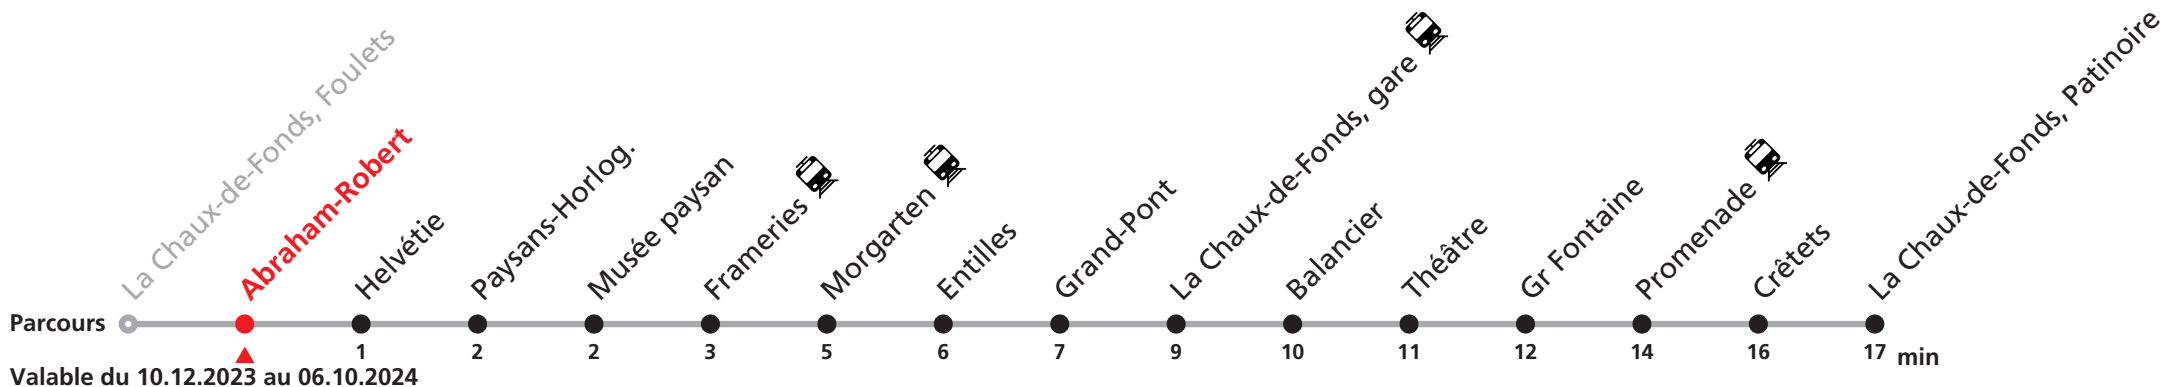 La Chaux-de-Fonds, Foulets
Abraham-Robert
Helvétie
Paysans-Horlog.
Musée paysan
Frameries
Morgarten
Entilles
Grand-Pont
La Chaux-de-Fonds, gare
Balancier
Théâtre
Gr Fontaine
Promenade
Crêtets
La Chaux-de-Fonds, Patinoire
Parcours
1 2 2 3 5 6 7 9 10 11 12 14 16 17 min
Valable du 10.12.2023 au 06.10.2024